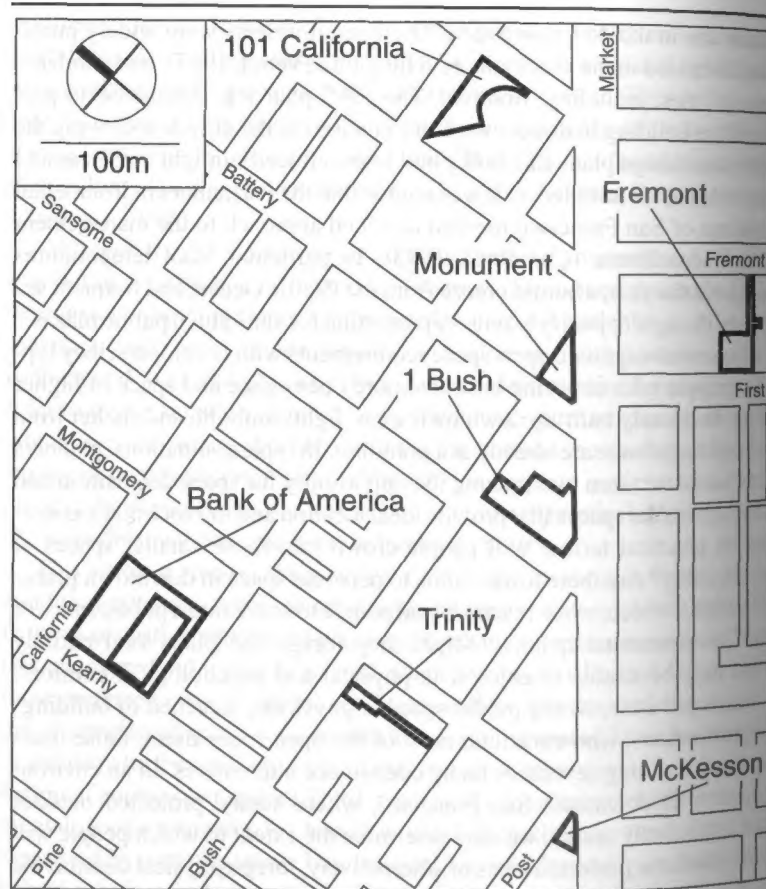 101 California
Market
100m
Battery
Sansome
Fremont
Fremont
Monument
1 Bush
First
Montgomery
Bank of America
California
Kearny
Trinity
McKesson
Pine
Bush
Post